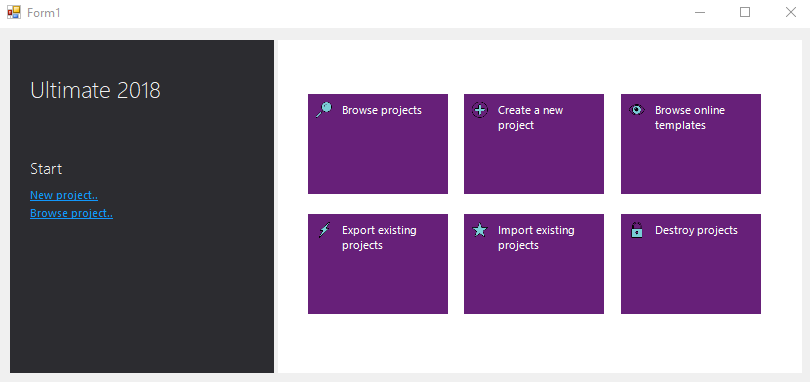 Form1
Ultimate 2018
Start
New project..
Browse project..
Browse projects
Create a new
project
Browse online
templates
Export existing
projects
Import existing
projects
Destroy projects